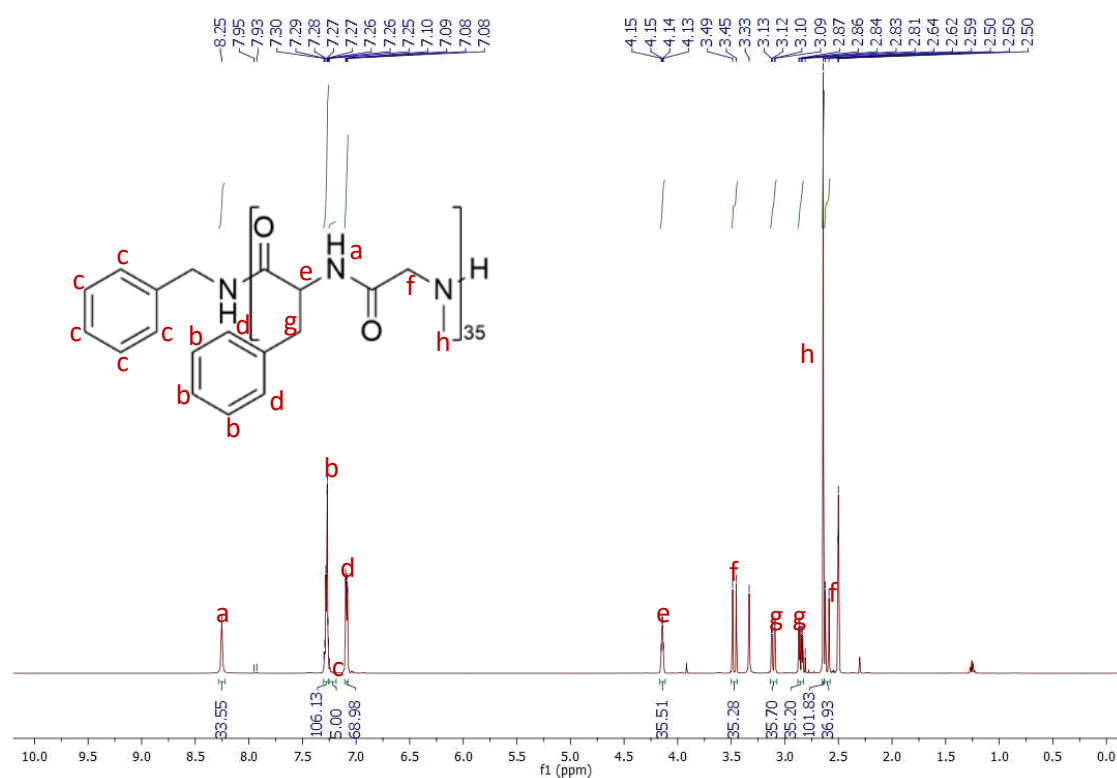 8.25 7.95 7.93 7.30 7.29 7.28 7.27 7.27 7.26 7.26 7.25 7.10 7.09 7.08 7.08 4.15 4.15 4.14 4.13 3.49 3.45 3.33 3.13 3.12 3.10 3.09 2.87 2.86 2.84 2.83 2.81 2.64 2.62 2.59 2.50 2.50 2.50
O H
N a H
c e f N
c c N g O
H d h 35
c c b
c b d
b
h
b
d
a e f g g f
c
33.55 106.13 5.00 68.98 35.51 35.28 35.70 35.20 101.83 36.93
10.0 9.5 9.0 8.5 8.0 7.5 7.0 6.5 6.0 5.5 5.0 4.5 4.0 3.5 3.0 2.5 2.0 1.5 1.0 0.5 0.0
f1 (ppm)